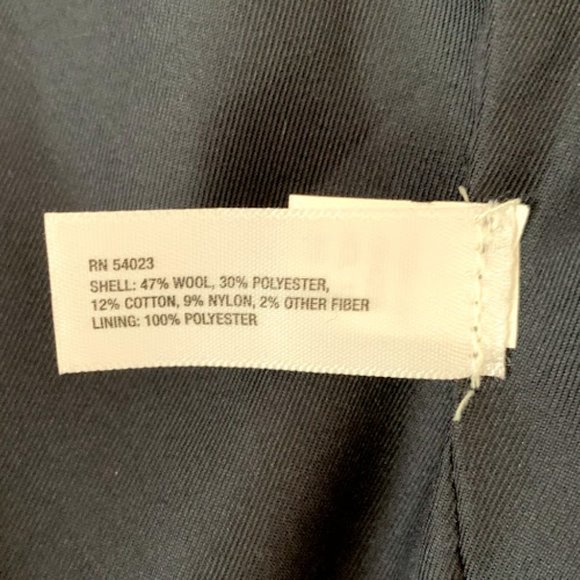 RN 54023
SHELL: 47% WOOL, 30% POLYESTER,
12% COTTON, 9% NYLON, 2% OTHER FIBER
LINING: 100% POLYESTER